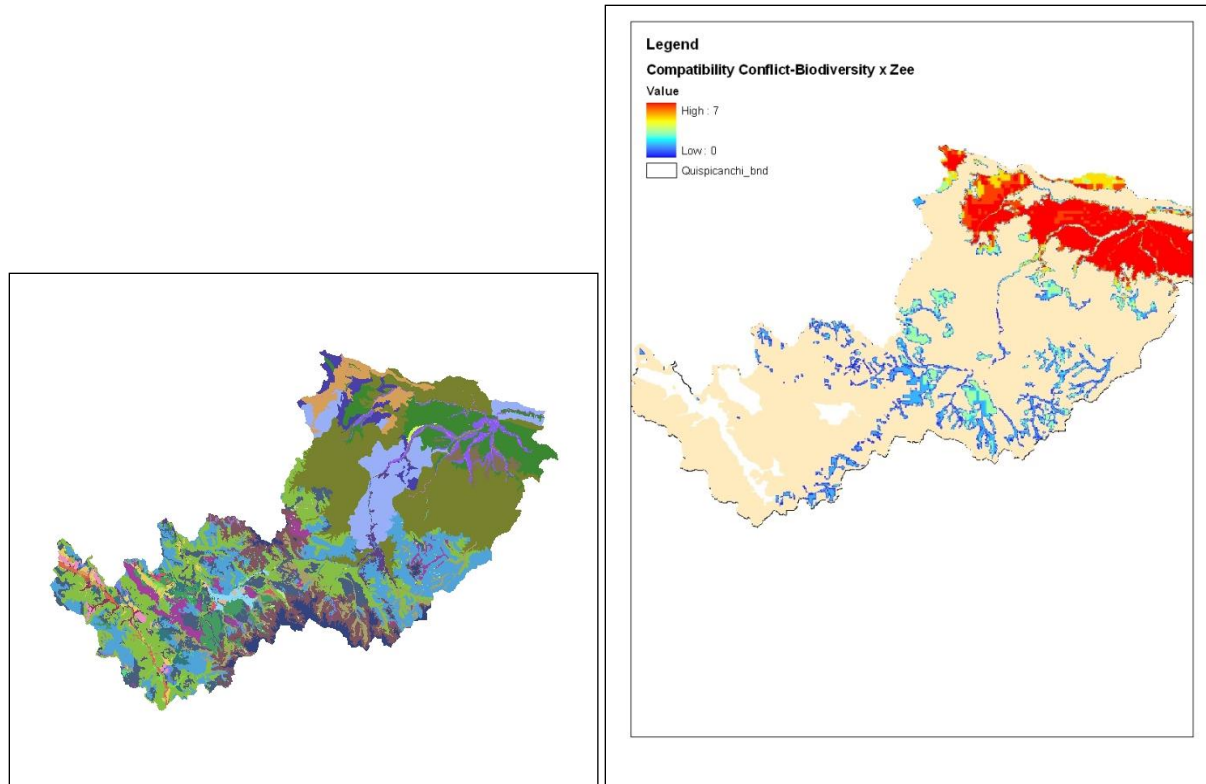 Legend
Compatibility Conflict-Biodiversity x Zee
Value
High : 7
Low : 0
Quispicanchi_bnd